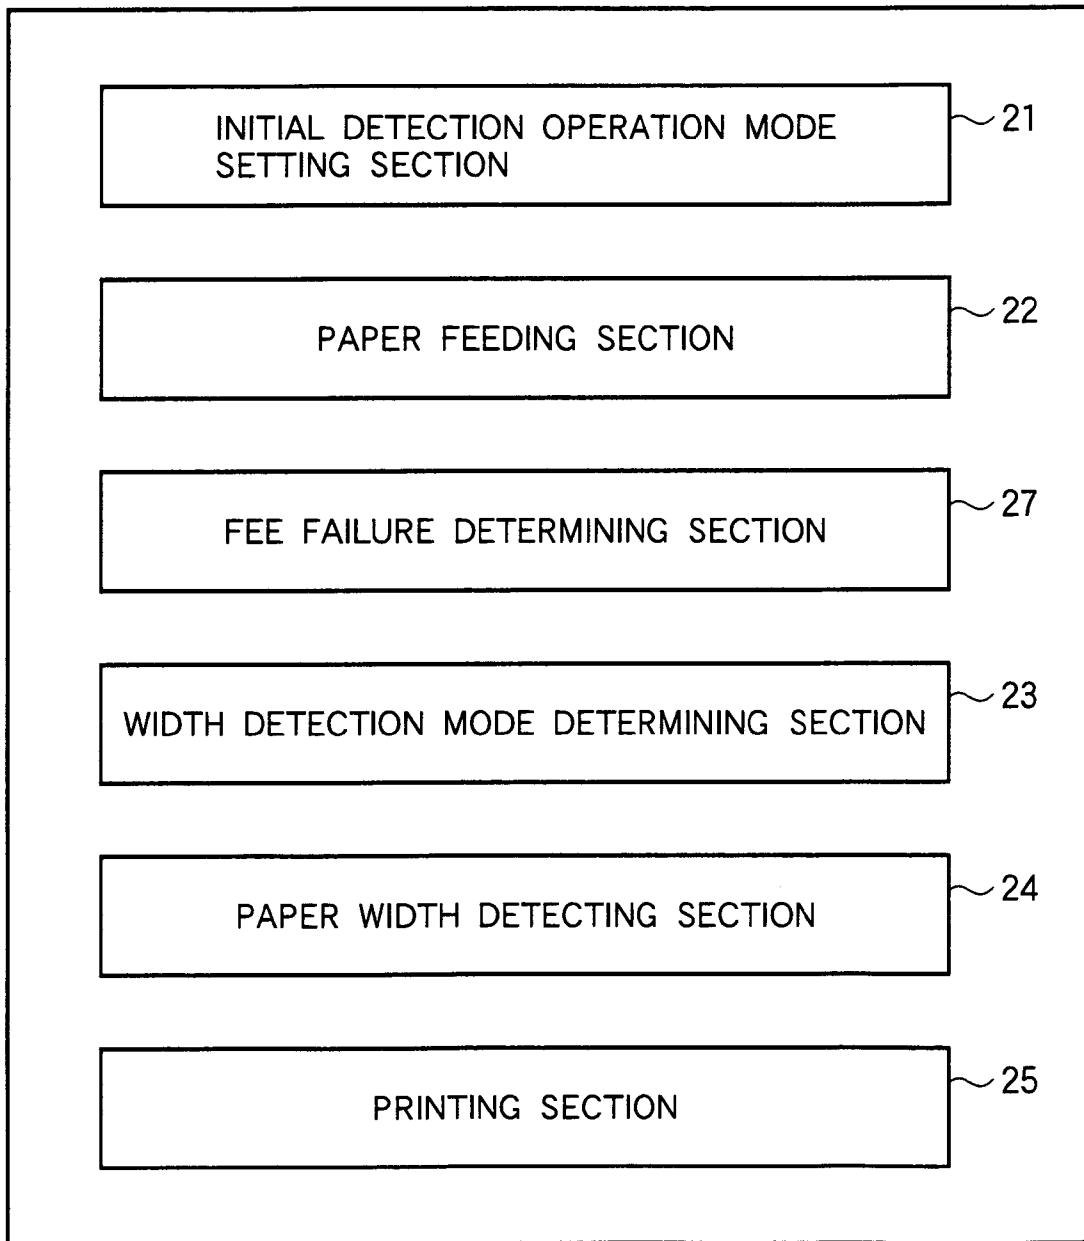 INITIAL DETECTION OPERATION MODE
SETTING SECTION
21
PAPER FEEDING SECTION
22
FEE FAILURE DETERMINING SECTION
27
WIDTH DETECTION MODE DETERMINING SECTION
23
PAPER WIDTH DETECTING SECTION
24
PRINTING SECTION
25